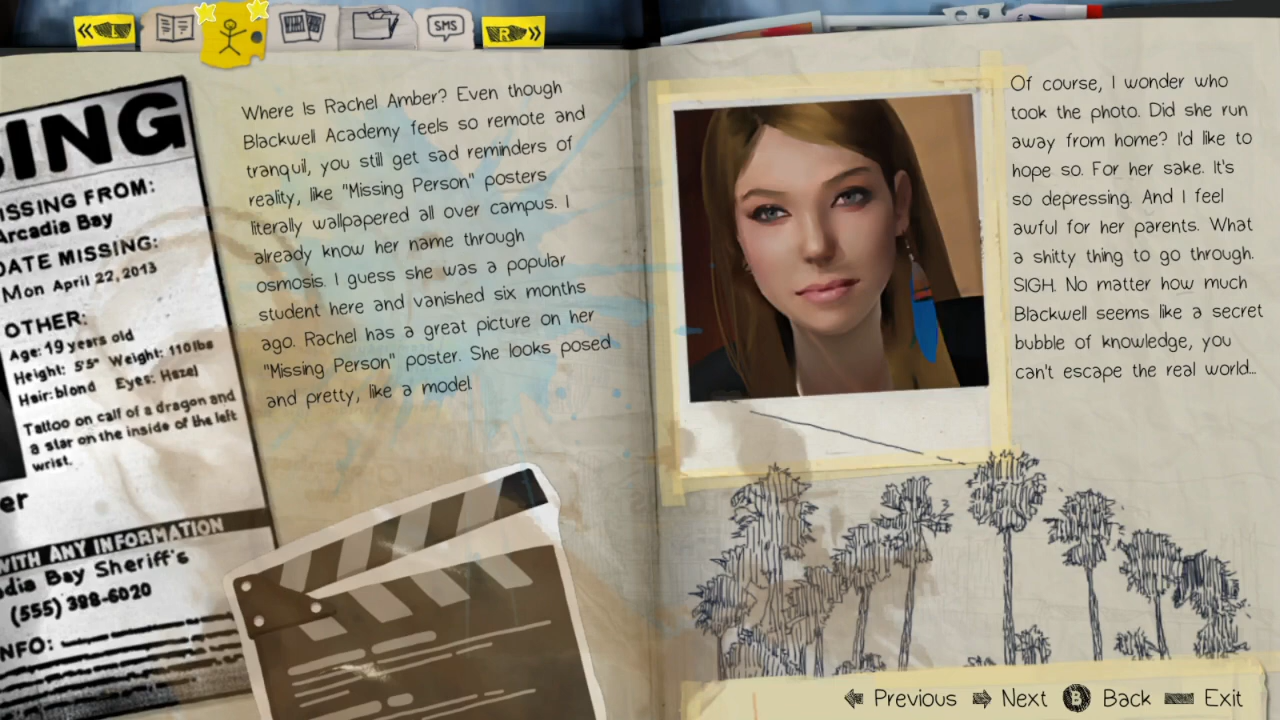 L
SMS
R
SING
ISSING FROM:
Arcadia Bay
DATE MISSING:
Mon April 22, 2013
OTHER:
Age: 19 years old
Height: 5'5" Weight: 110lbs
Hair: blond Eyes: Hazel
Tattoo on calf of a dragon and
a star on the inside of the left
wrist.
er
WITH ANY INFORMATION
dia Bay Sheriff's
(555) 398-6020
NFO:
Where Is Rachel Amber? Even though
Blackwell Academy feels so remote and
tranquil, you still get sad reminders of
reality, like "Missing Person" posters
literally wallpapered all over campus. I
already know her name through
osmosis. I guess she was a popular
student here and vanished six months
ago. Rachel has a great picture on her
"Missing Person" poster. She looks posed
and pretty, like a model.
Of course, I wonder who
took the photo. Did she run
away from home? I'd like to
hope so. For her sake. It's
so depressing. And I feel
awful for her parents. What
a shitty thing to go through.
SIGH. No matter how much
Blackwell seems like a secret
bubble of knowledge, you
can't escape the real world...
Previous Next B Back Exit